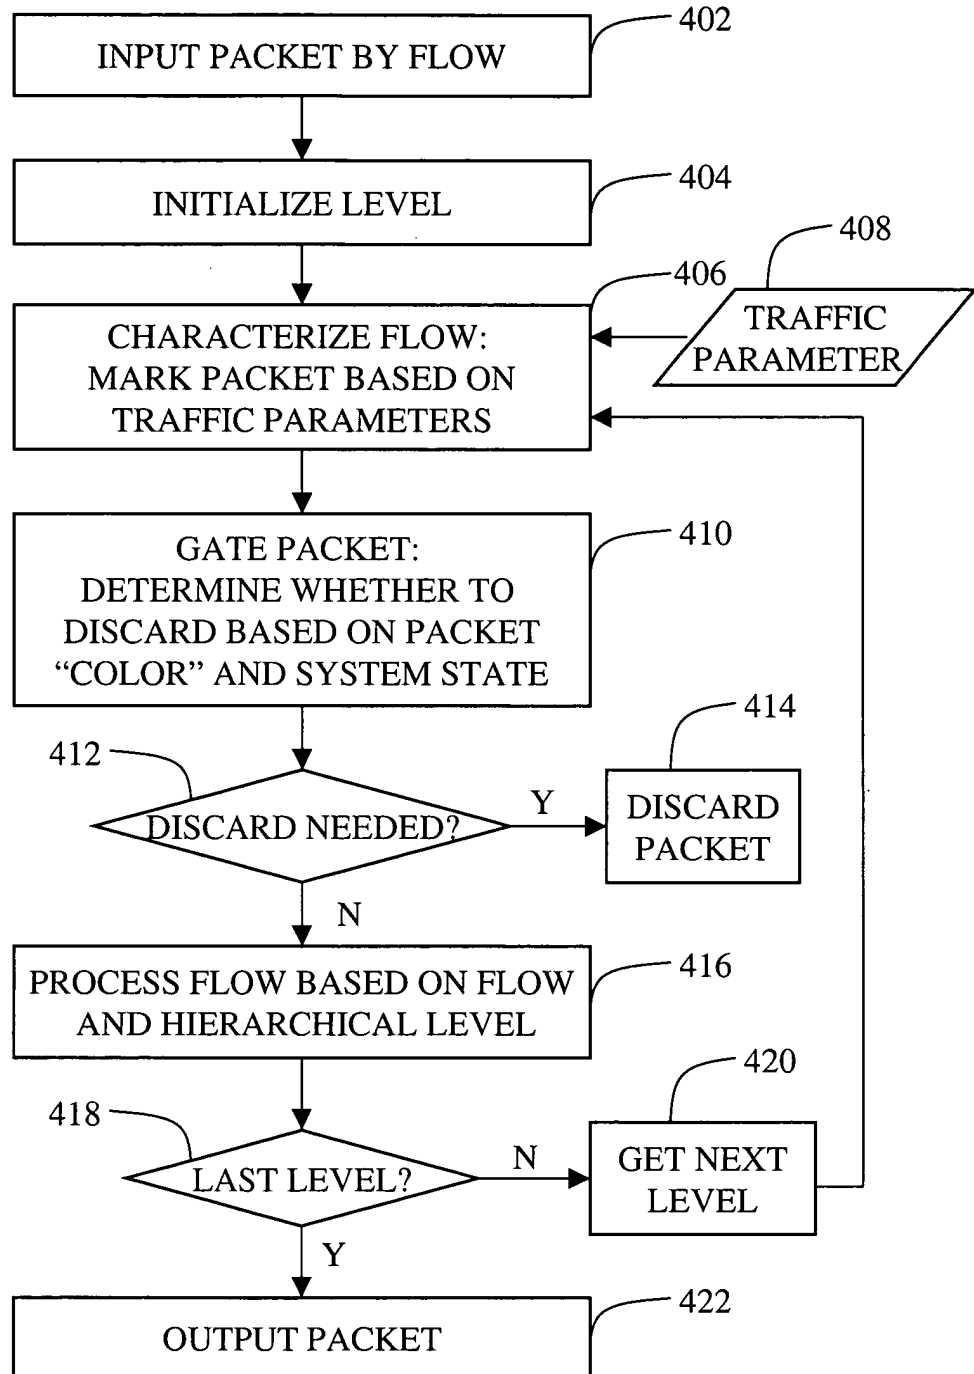 402
INPUT PACKET BY FLOW
404
INITIALIZE LEVEL
408
406
TRAFFIC
PARAMETER
CHARACTERIZE FLOW:
MARK PACKET BASED ON
TRAFFIC PARAMETERS
410
GATE PACKET:
DETERMINE WHETHER TO
DISCARD BASED ON PACKET
“COLOR” AND SYSTEM STATE
414
412
DISCARD NEEDED?
Y
DISCARD
PACKET
N
416
PROCESS FLOW BASED ON FLOW
AND HIERARCHICAL LEVEL
420
418
LAST LEVEL?
N
GET NEXT
LEVEL
Y
422
OUTPUT PACKET